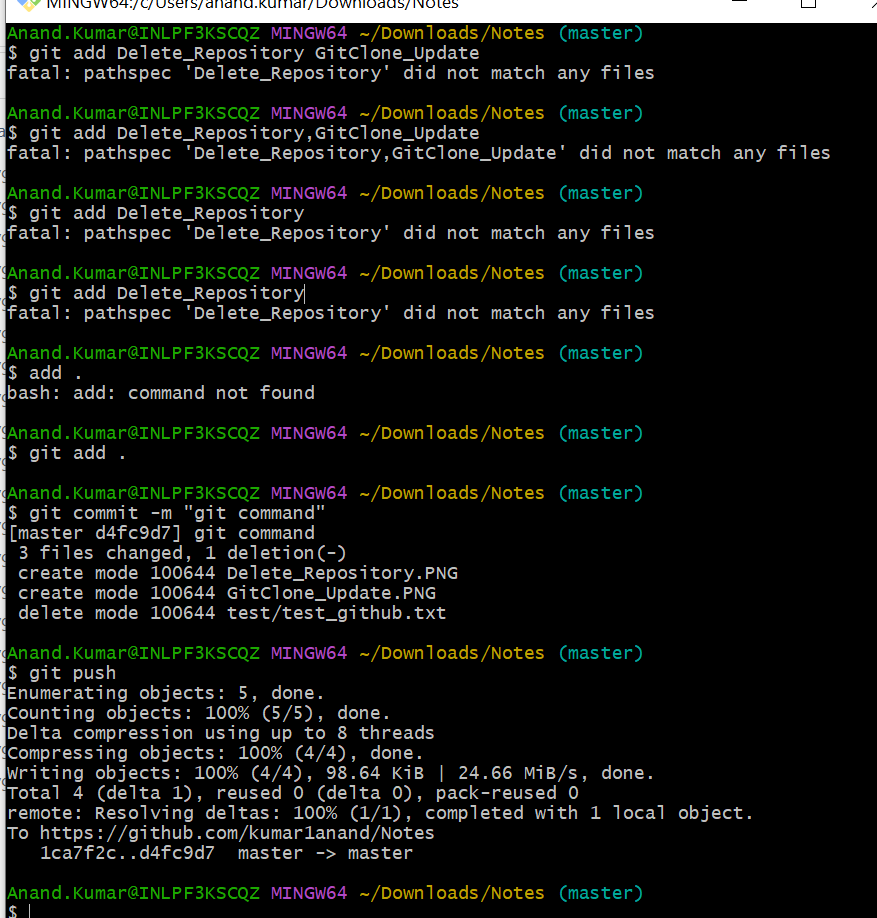 MINGW64:/c/Users/anand.kumar/Downloads/Notes
Anand.Kumar@INLPF3KSCQZ MINGW64 ~/Downloads/Notes (master)
$ git add Delete_Repository GitClone_Update
fatal: pathspec 'Delete_Repository' did not match any files
Anand.Kumar@INLPF3KSCQZ MINGW64 ~/Downloads/Notes (master)
$ git add Delete_Repository,GitClone_Update
fatal: pathspec 'Delete_Repository,GitClone_Update' did not match any files
Anand.Kumar@INLPF3KSCQZ MINGW64 ~/Downloads/Notes (master)
$ git add Delete_Repository
fatal: pathspec 'Delete_Repository' did not match any files
Anand.Kumar@INLPF3KSCQZ MINGW64 ~/Downloads/Notes (master)
$ git add Delete_Repository
fatal: pathspec 'Delete_Repository' did not match any files
Anand.Kumar@INLPF3KSCQZ MINGW64 ~/Downloads/Notes (master)
$ add .
bash: add: command not found
Anand.Kumar@INLPF3KSCQZ MINGW64 ~/Downloads/Notes (master)
$ git add .
Anand.Kumar@INLPF3KSCQZ MINGW64 ~/Downloads/Notes (master)
$ git commit -m "git command"
[master d4fc9d7] git command
3 files changed, 1 deletion(-)
create mode 100644 Delete_Repository.PNG
create mode 100644 GitClone_Update.PNG
delete mode 100644 test/test_github.txt
Anand.Kumar@INLPF3KSCQZ MINGW64 ~/Downloads/Notes (master)
$ git push
Enumerating objects: 5, done.
Counting objects: 100% (5/5), done.
Delta compression using up to 8 threads
Compressing objects: 100% (4/4), done.
Writing objects: 100% (4/4), 98.64 KiB | 24.66 MiB/s, done.
Total 4 (delta 1), reused 0 (delta 0), pack-reused 0
remote: Resolving deltas: 100% (1/1), completed with 1 local object.
To https://github.com/kumar1anand/Notes
1ca7f2c..d4fc9d7 master -> master
Anand.Kumar@INLPF3KSCQZ MINGW64 ~/Downloads/Notes (master)
$